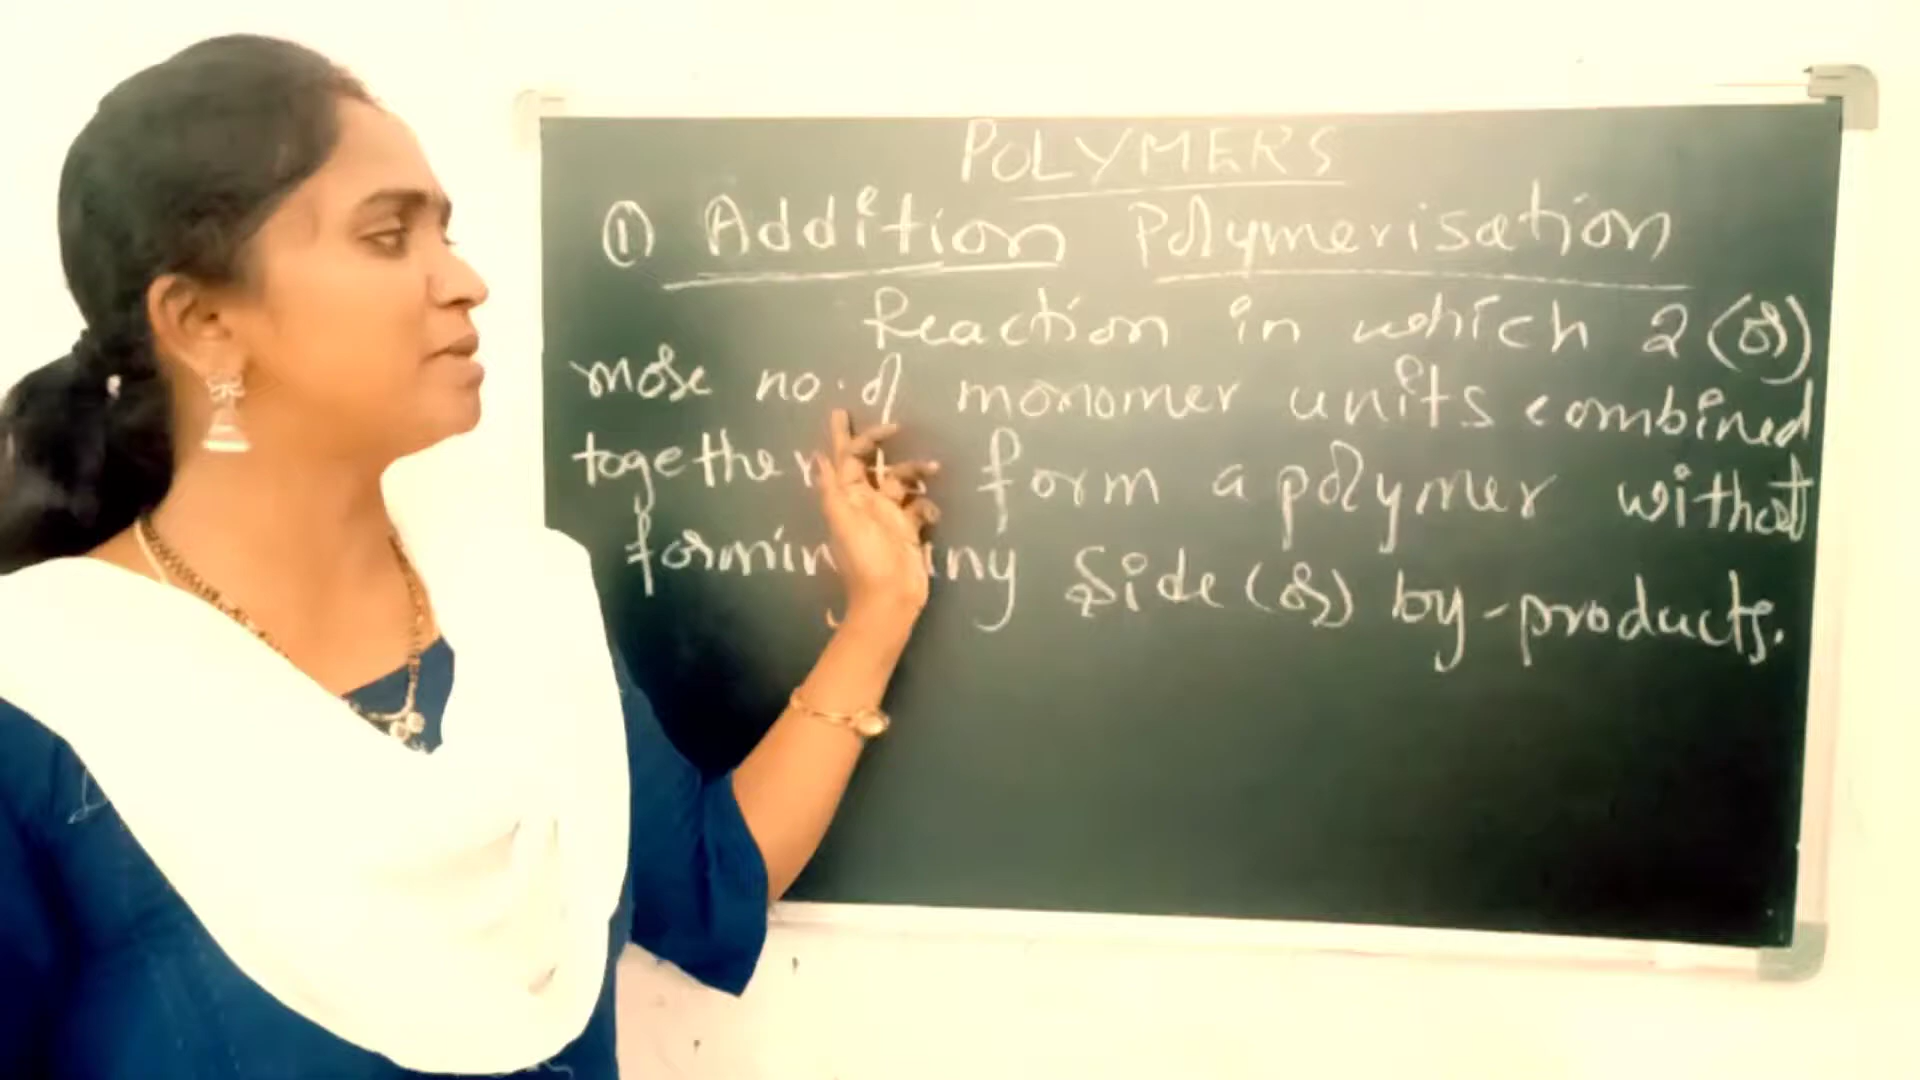 POLYMERS
① Addition Polymerisation
Reaction in which 2 (or)
more no. of monomer units combined
together to form a polymer without
forming any side (or) by-products.